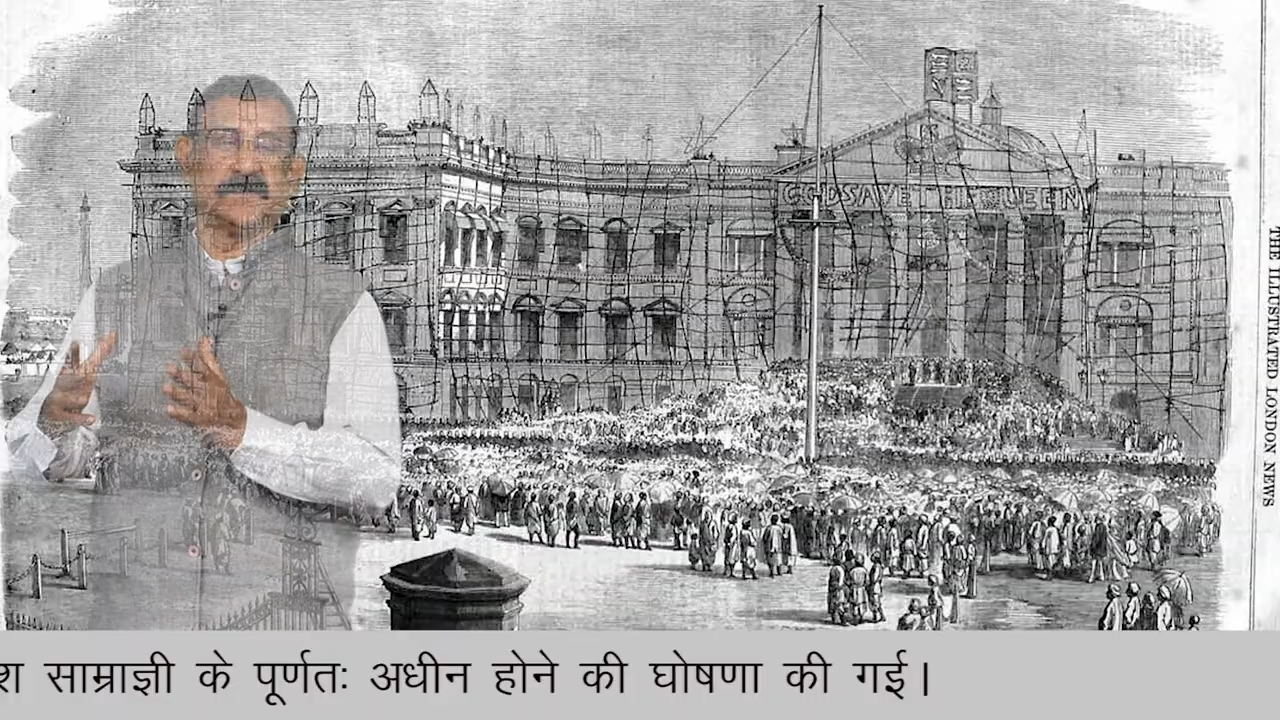 GOD SAVE THE QUEEN
THE ILLUSTRATED LONDON NEWS
साम्राज्ञी के पूर्णतः अधीन होने की घोषणा की गई।